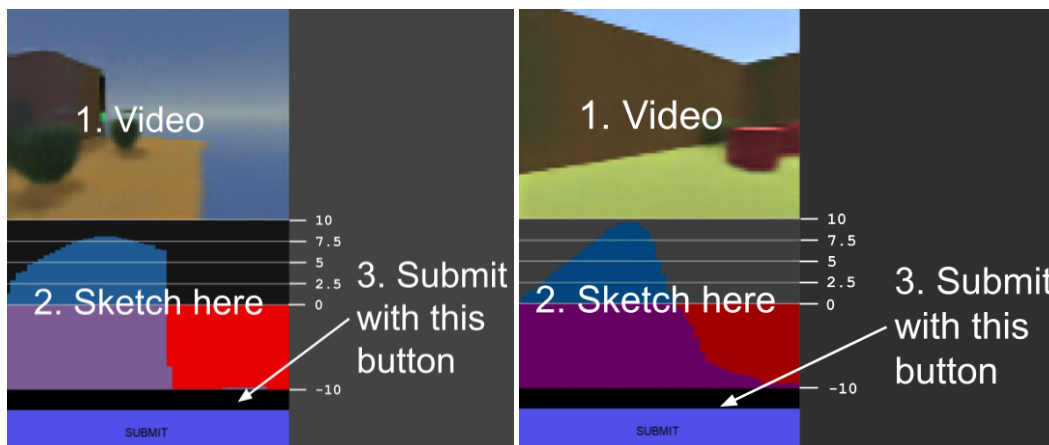 1. Video
10
7.5
5
2.5
0
-10
2. Sketch here
3. Submit
with this
button
SUBMIT
1. Video
10
7.5
5
2.5
0
-10
2. Sketch here
3. Submit
with this
button
SUBMIT